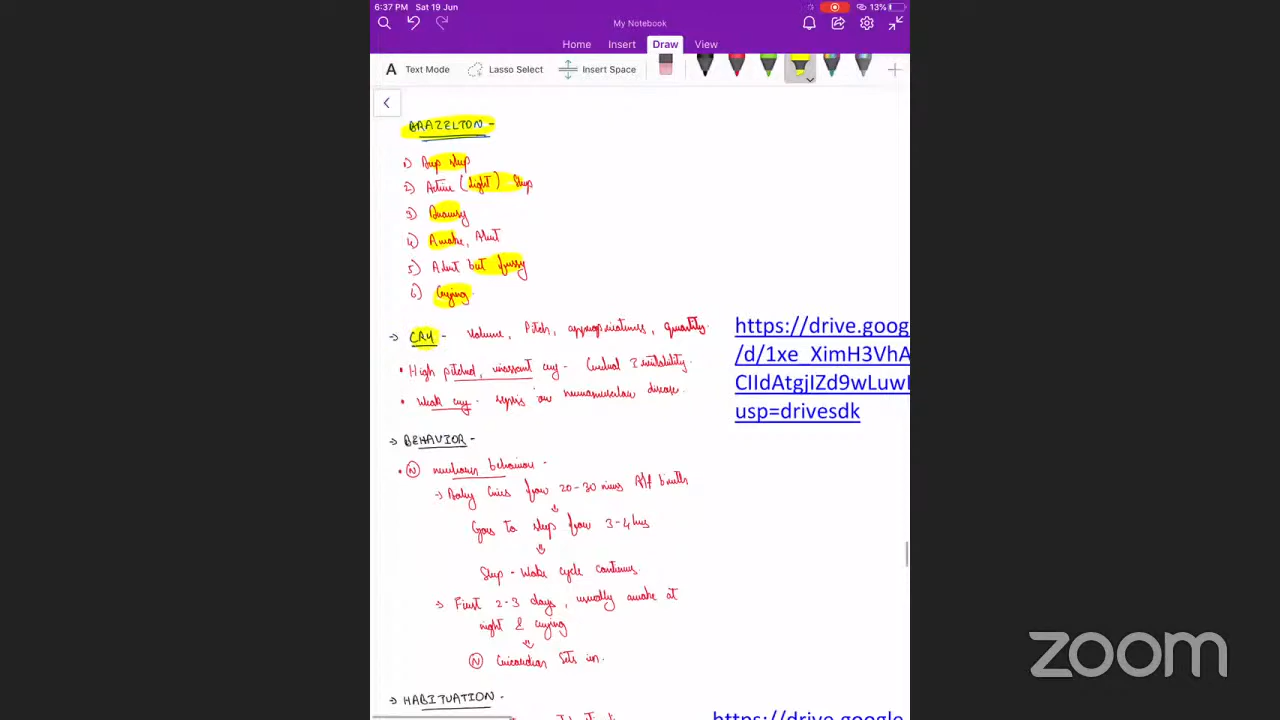 6:37 PM Sat 19 Jun
13%
My Notebook
Home Insert Draw View
A Text Mode Lasso Select Insert Space
BRAZELTON -
1) Deep sleep
2) Active (light) sleep
3) Drowsy
4) Awake, Alert
5) Alert but fussy
6) Crying.
→ CRY - Volume, Pitch, appropriateness, quantity.
• High pitched, incessant cry - Cerebral irritability.
• Weak cry - sepsis or neuromuscular disease.
https://drive.goog
/d/1xe_XimH3VhA
CIIdAtgjIZd9wLuw
usp=drivesdk
→ BEHAVIOR -
• N newborn behaviour -
→ Baby cries for 20-30 mins Aff birth
Goes to sleep for 3-4 hrs
Sleep - Wake cycle continues
→ First 2-3 days, usually awake at
night & crying
N Circadian sets in.
→ HABITUATION -
https://drive.google
zoom